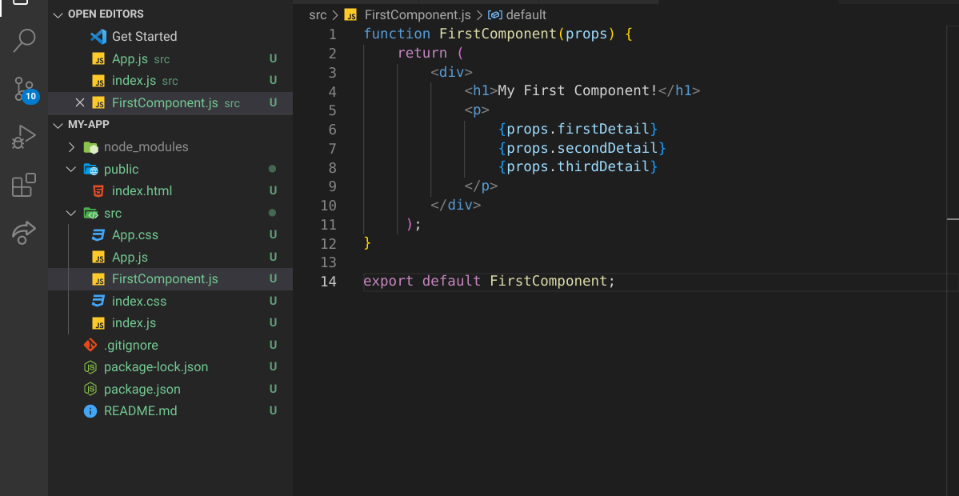 OPEN EDITORS
Get Started
App.js src U
index.js src U
FirstComponent.js src U
MY-APP
node_modules
public
index.html U
src
App.css U
App.js U
FirstComponent.js U
index.css U
index.js U
.gitignore U
package-lock.json U
package.json U
README.md U
10
src > JS FirstComponent.js > default
1 function FirstComponent(props) {
2     return (
3         <div>
4             <h1>My First Component!</h1>
5             <p>
6                 {props.firstDetail}
7                 {props.secondDetail}
8                 {props.thirdDetail}
9             </p>
10         </div>
11      );
12 }
13
14 export default FirstComponent;